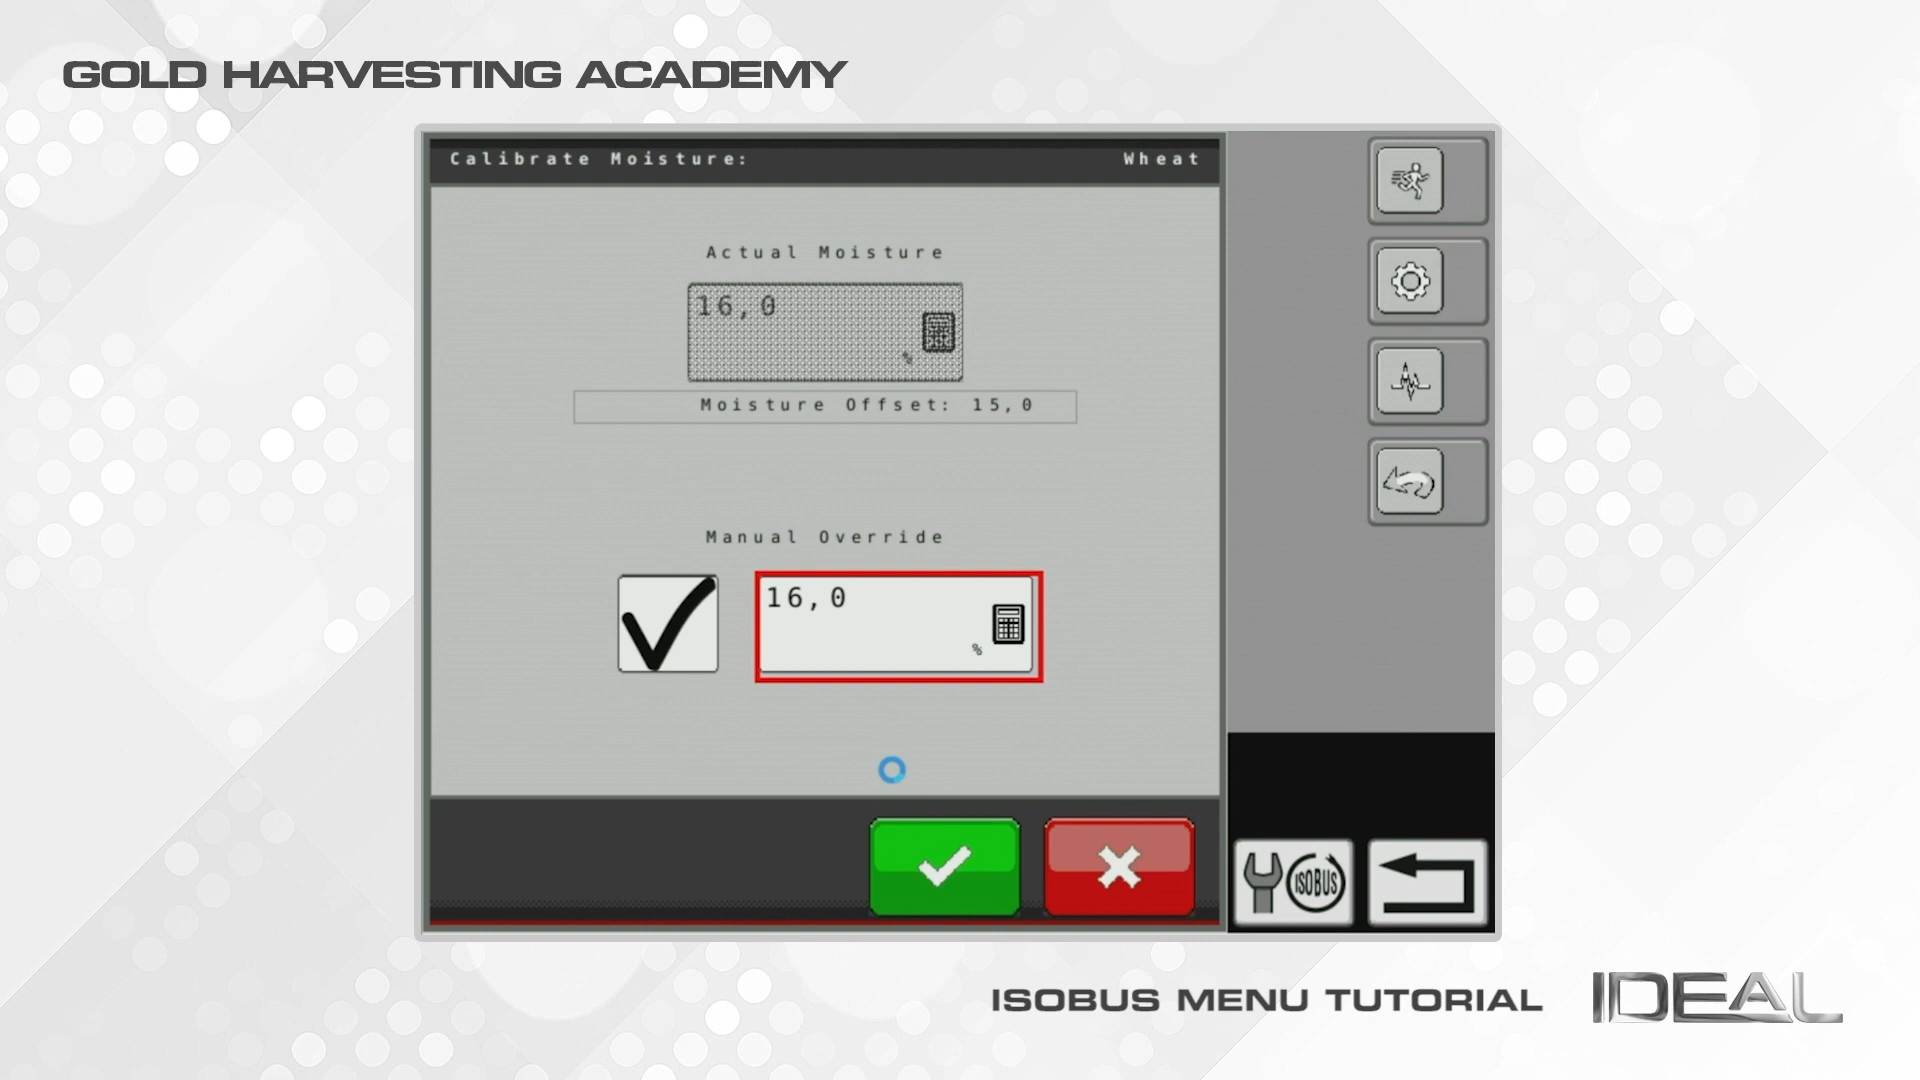 GOLD HARVESTING ACADEMY
Calibrate Moisture: Wheat
Actual Moisture
16,0
%
Moisture Offset: 15,0
Manual Override
16,0
%
ISOBUS
ISOBUS MENU TUTORIAL
IDEAL